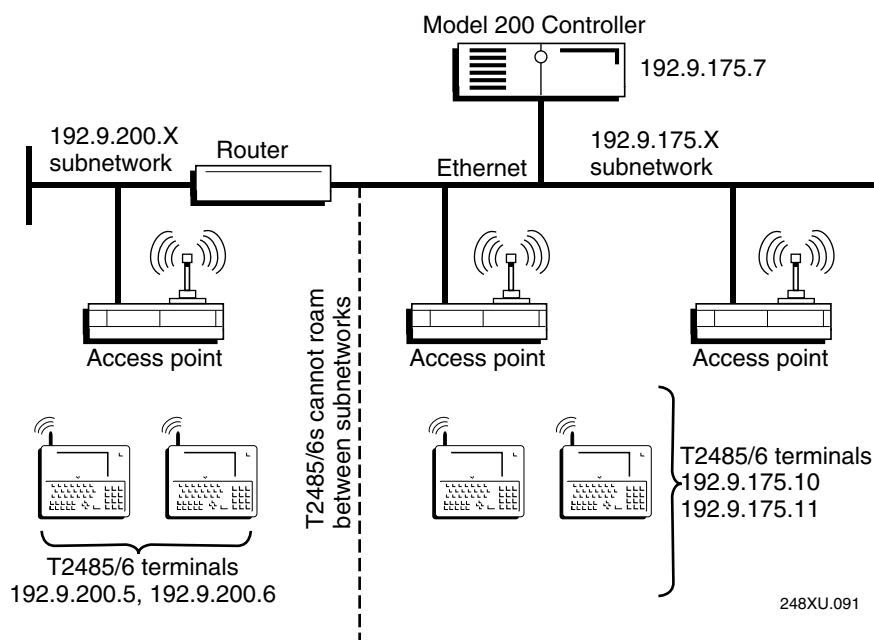 Model 200 Controller
192.9.175.7
192.9.200.X
subnetwork
Router
Ethernet
192.9.175.X
subnetwork
Access point
T2485/6s cannot roam
between subnetworks
Access point
Access point
T2485/6 terminals
192.9.200.5, 192.9.200.6
T2485/6 terminals
192.9.175.10
192.9.175.11
248XU.091